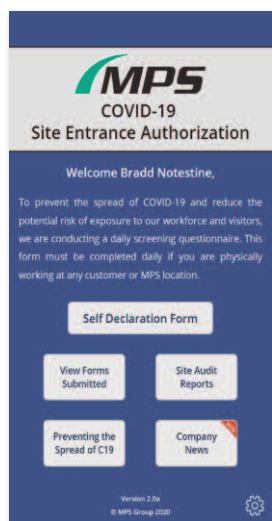 MPS
COVID-19
Site Entrance Authorization
Welcome Bradd Notestine,
To prevent the spread of COVID-19 and reduce the
potential risk of exposure to our workforce and visitors,
we are conducting a daily screening questionnaire. This
form must be completed daily if you are physically
working at any customer or MPS location.
Self Declaration Form
View Forms
Submitted
Site Audit
Reports
Preventing the
Spread of C19
Company
News
Version 2.0a
© MPS Group 2020